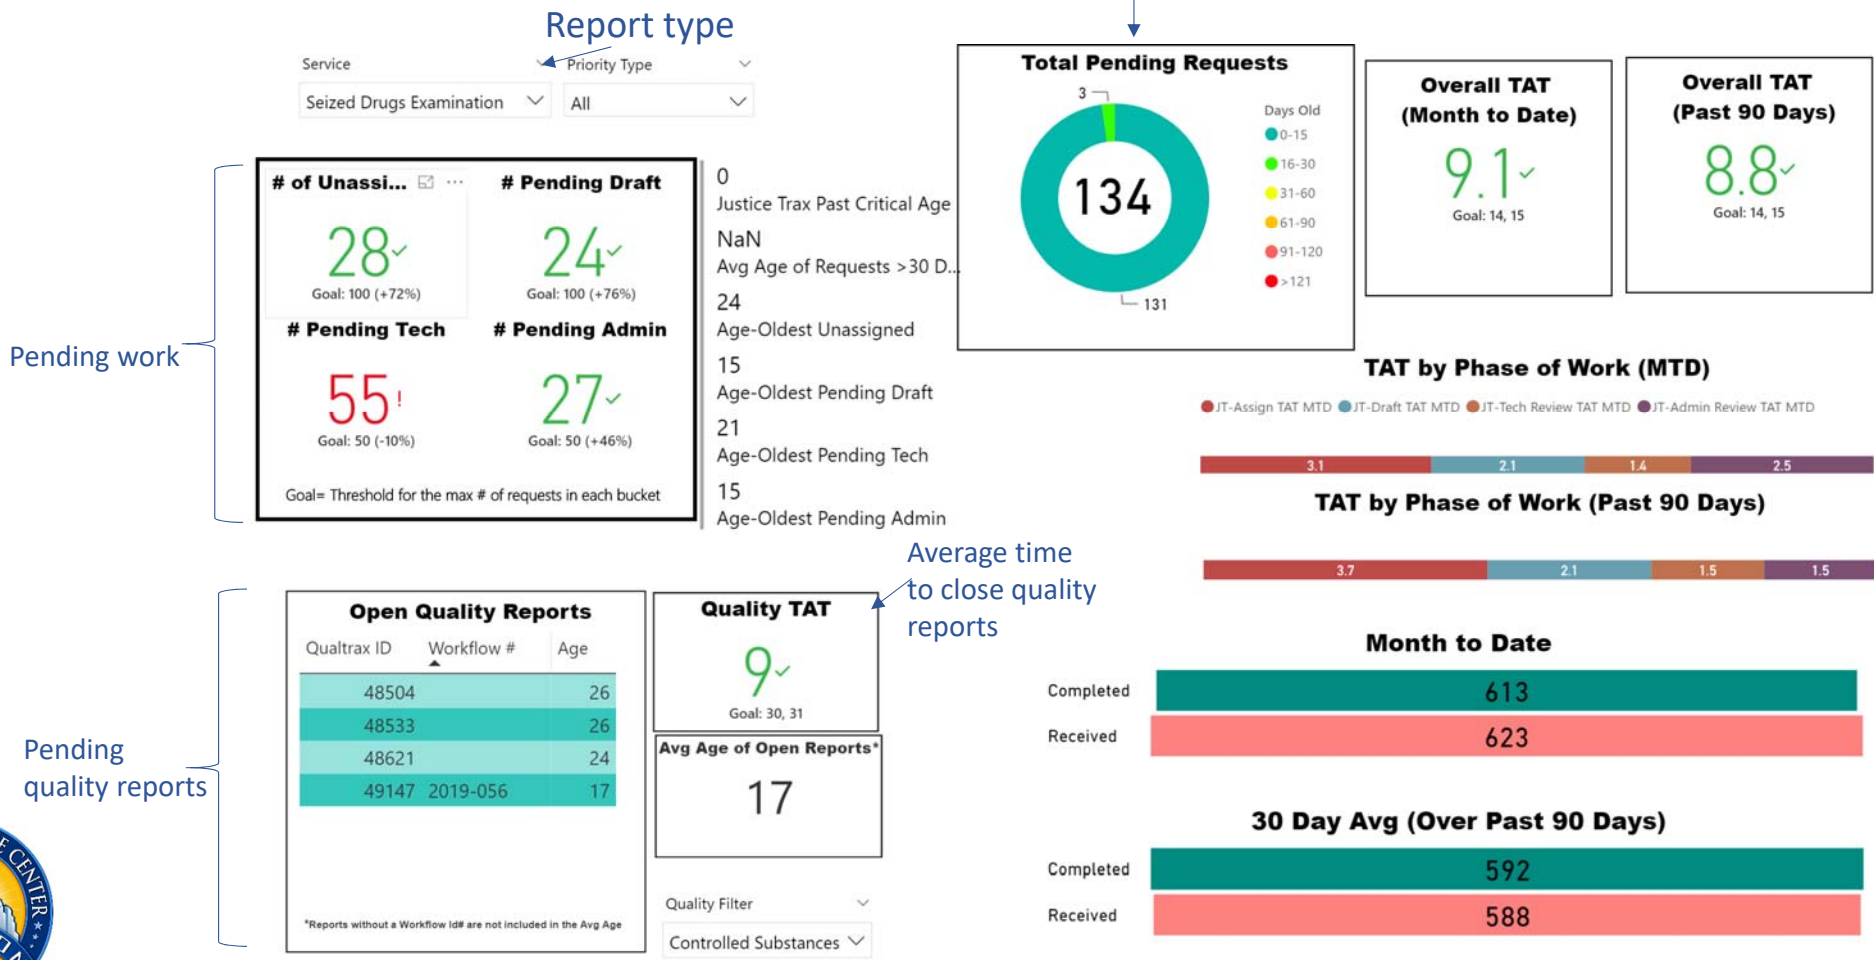 Report type
Service
Priority Type
Seized Drugs Examination
All
Pending work
# of Unassi...
# Pending Draft
28
24
Goal: 100 (+72%)
Goal: 100 (+76%)
# Pending Tech
# Pending Admin
55!
27
Goal: 50 (-10%)
Goal: 50 (+46%)
Goal= Threshold for the max # of requests in each bucket
0
Justice Trax Past Critical Age
NaN
Avg Age of Requests >30 D...
24
Age-Oldest Unassigned
15
Age-Oldest Pending Draft
21
Age-Oldest Pending Tech
15
Age-Oldest Pending Admin
Total Pending Requests
3
134
131
Days Old
0-15
16-30
31-60
61-90
91-120
>121
Overall TAT
(Month to Date)
9.1
Goal: 14, 15
Overall TAT
(Past 90 Days)
8.8
Goal: 14, 15
TAT by Phase of Work (MTD)
JT-Assign TAT MTD JT-Draft TAT MTD JT-Tech Review TAT MTD JT-Admin Review TAT MTD
3.1 2.1 1.4 2.5
TAT by Phase of Work (Past 90 Days)
3.7 2.1 1.5 1.5
Pending
quality reports
Open Quality Reports
Qualtrax ID Workflow # Age
48504 26
48533 26
48621 24
49147 2019-056 17
*Reports without a Workflow Id# are not included in the Avg Age
Average time
to close quality
reports
Quality TAT
9
Goal: 30, 31
Avg Age of Open Reports*
17
Quality Filter
Controlled Substances
Month to Date
Completed 613
Received 623
30 Day Avg (Over Past 90 Days)
Completed 592
Received 588
CENTER